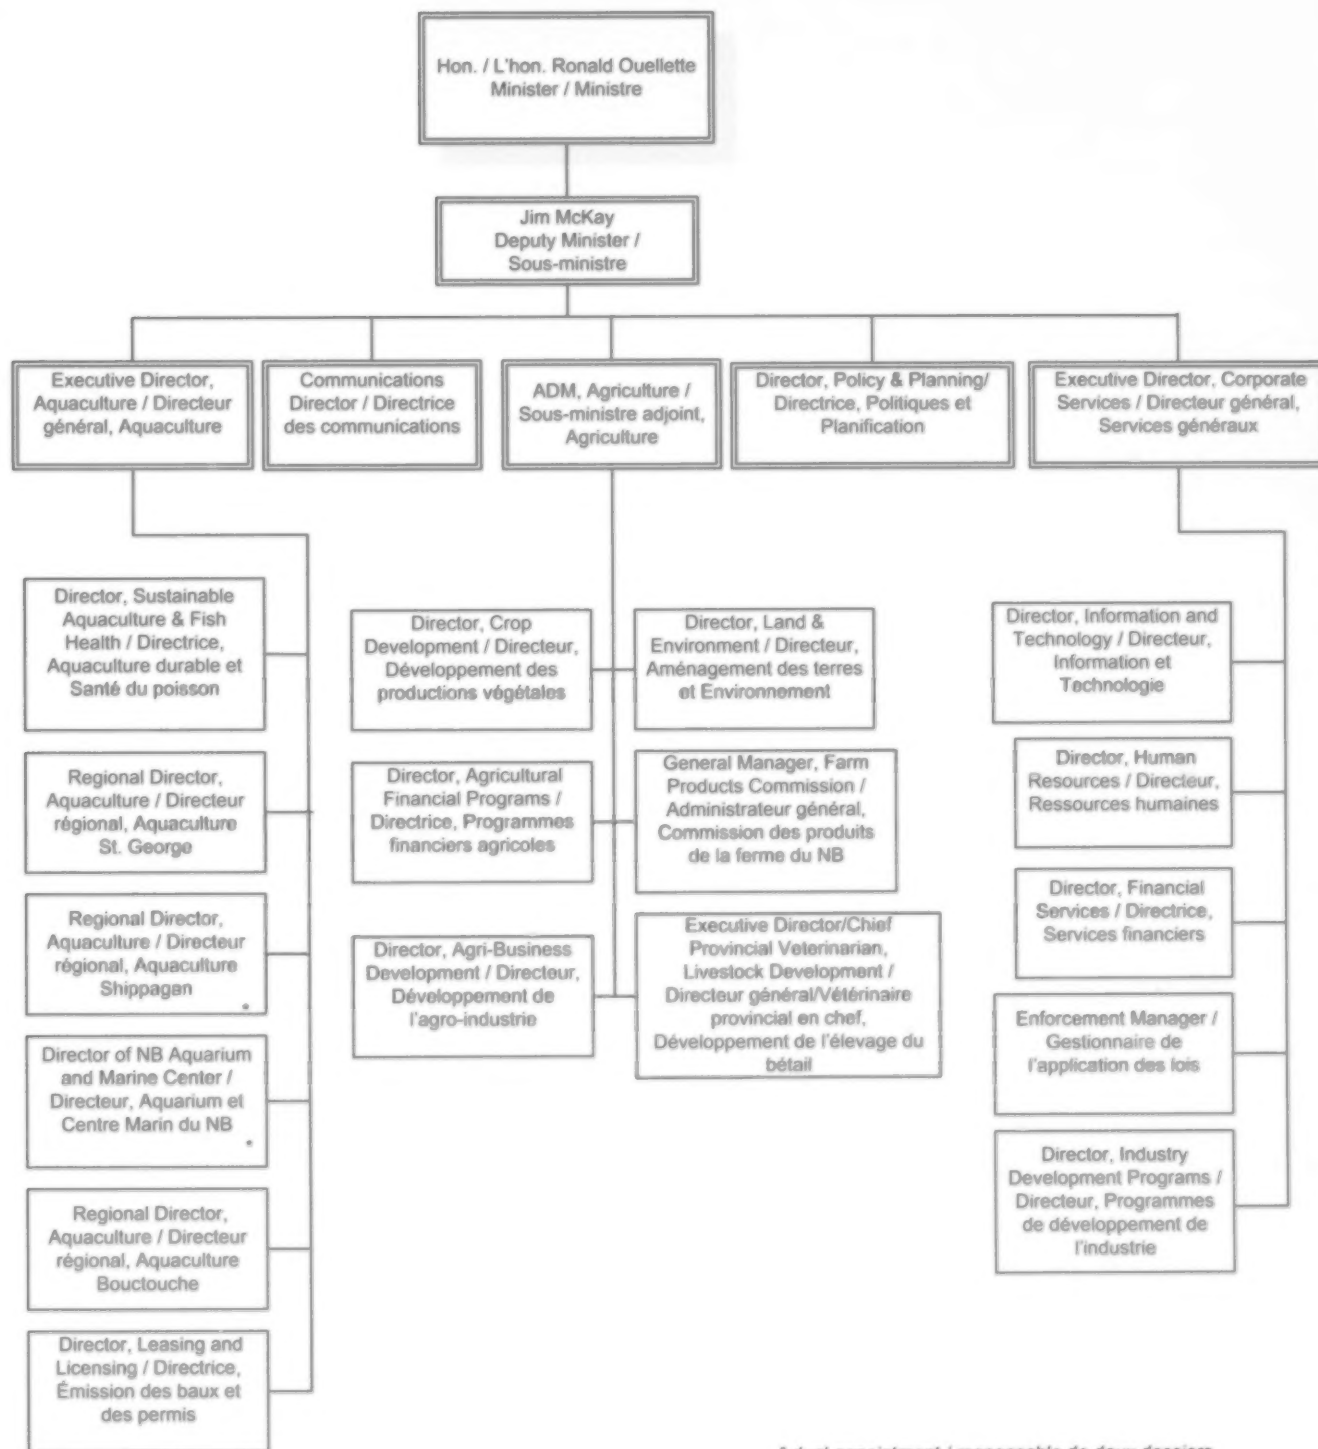 Hon. / L'hon. Ronald Ouellette
Minister / Ministre
Jim McKay
Deputy Minister /
Sous-ministre
Executive Director,
Aquaculture / Directeur
général, Aquaculture
Communications
Director / Directrice
des communications
ADM, Agriculture /
Sous-ministre adjoint,
Agriculture
Director, Policy & Planning/
Directrice, Politiques et
Planification
Executive Director, Corporate
Services / Directeur général,
Services généraux
Director, Sustainable
Aquaculture & Fish
Health / Directrice,
Aquaculture durable et
Santé du poisson
Regional Director,
Aquaculture / Directeur
régional, Aquaculture
St. George
Regional Director,
Aquaculture / Directeur
régional, Aquaculture
Shippagan
*
Director of NB Aquarium
and Marine Center /
Directeur, Aquarium et
Centre Marin du NB
*
Regional Director,
Aquaculture / Directeur
régional, Aquaculture
Bouctouche
Director, Leasing and
Licensing / Directrice,
Émission des baux et
des permis
Director, Crop
Development / Directeur,
Développement des
productions végétales
Director, Land &
Environment / Directeur,
Aménagement des terres
et Environnement
Director, Agricultural
Financial Programs /
Directrice, Programmes
financiers agricoles
General Manager, Farm
Products Commission /
Administrateur général,
Commission des produits
de la ferme du NB
Director, Agri-Business
Development / Directeur,
Développement de
l'agro-industrie
Executive Director/Chief
Provincial Veterinarian,
Livestock Development /
Directeur général/Vétérinaire
provincial en chef,
Développement de l'élevage du
bétail
Director, Information and
Technology / Directeur,
Information et
Technologie
Director, Human
Resources / Directeur,
Ressources humaines
Director, Financial
Services / Directrice,
Services financiers
Enforcement Manager /
Gestionnaire de
l'application des lois
Director, Industry
Development Programs /
Directeur, Programmes
de développement de
l'industrie